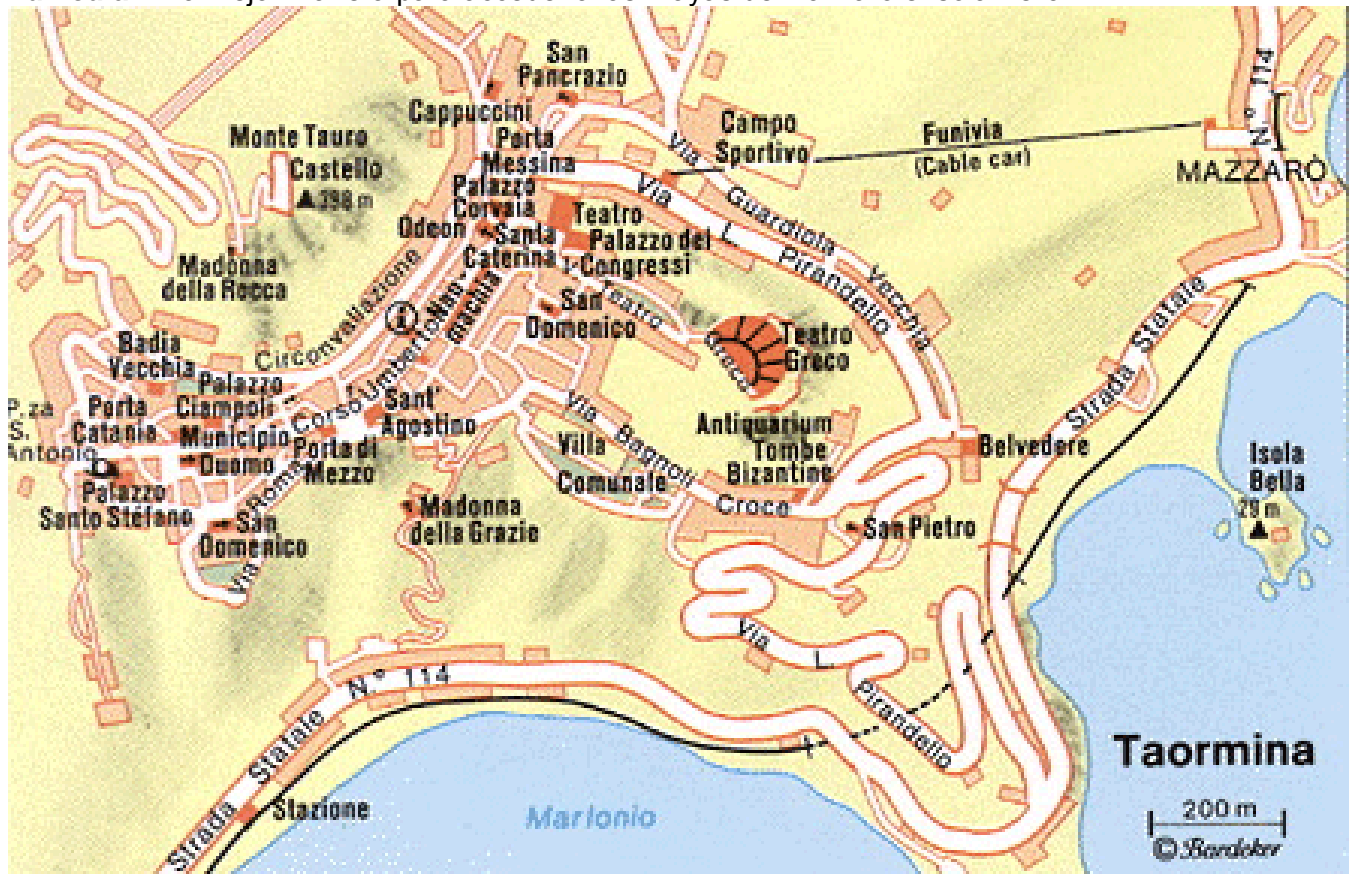 114
N.º
San
Pancrazio
Cappuccini
Porta
Messina
Campo
Sportivo
Funivia
(Cable car)
MAZZARÒ
Monte Tauro
Castello
398 m
Via
Guardiola
Vecchia
Via
L.
Pirandello
Palazzo
Corvaia
Odeon
Santa
Caterina
Teatro
Palazzo dei
Congressi
Madonna
della Rocca
Circonvallazione
i
Nau-
machia
San
Domenico
Teatro
Greco
Teatro
Greco
Strada
Statale
Badia
Vecchia
Palazzo
Ciampoli
Corso
Umberto
Sant'
Agostino
P.za
S.
Antonio
Porta
Catania
Municipio
Duomo
Porta di
Mezzo
Via
Bagnoli
Croce
Villa
Comunale
Antiquarium
Tombe
Bizantine
Belvedere
Isola
Bella
29 m
Palazzo
Santo Stéfano
San
Domenico
Via
Roma
Madonna
della Grazie
San Pietro
Via
L.
Pirandello
N.º 114
Strada
Statale
Stazione
Mar Ionio
Taormina
200 m
© Baedeker